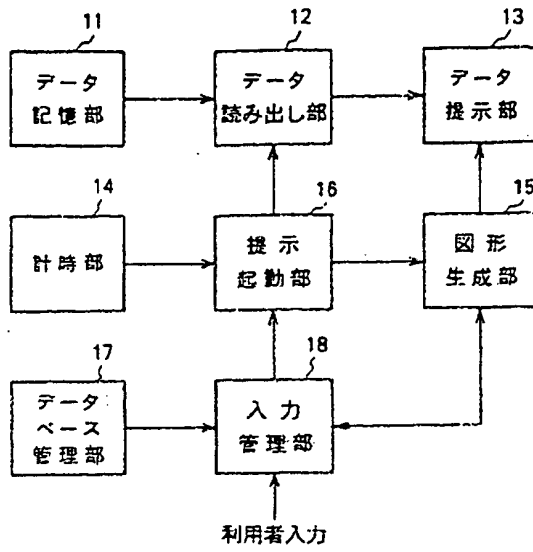 11
データ
記憶部
12
データ
読み出し部
13
データ
提示部
14
計時部
16
提示
起動部
15
図形
生成部
17
データ
ベース
管理部
18
入力
管理部
利用者入力